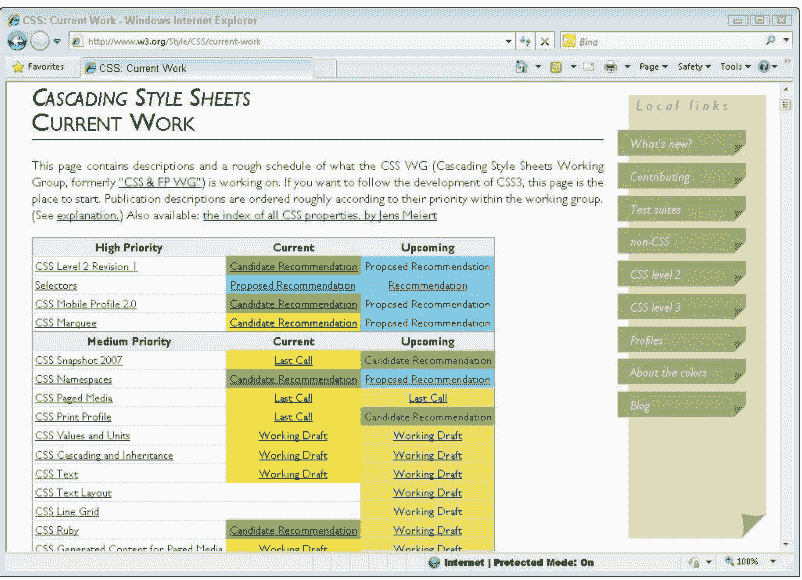 CSS: Current Work - Windows Internet Explorer
http://www.w3.org/Style/CSS/current-work
Bing
Favorites
CSS: Current Work
Page
Safety
Tools
CASCADING STYLE SHEETS
CURRENT WORK
This page contains descriptions and a rough schedule of what the CSS WG (Cascading Style Sheets Working
Group, formerly "CSS & FP WG") is working on. If you want to follow the development of CSS3, this page is the
place to start. Publication descriptions are ordered roughly according to their priority within the working group.
(See explanation.) Also available: the index of all CSS properties, by Jens Meiert
High Priority Current Upcoming
CSS Level 2 Revision 1 Candidate Recommendation Proposed Recommendation
Selectors Proposed Recommendation Recommendation
CSS Mobile Profile 2.0 Candidate Recommendation Proposed Recommendation
CSS Marquee Candidate Recommendation Proposed Recommendation
Medium Priority Current Upcoming
CSS Snapshot 2007 Last Call Candidate Recommendation
CSS Namespaces Candidate Recommendation Proposed Recommendation
CSS Paged Media Last Call Last Call
CSS Print Profile Last Call Candidate Recommendation
CSS Values and Units Working Draft Working Draft
CSS Cascading and Inheritance Working Draft Working Draft
CSS Text Working Draft Working Draft
CSS Text Layout Working Draft
CSS Line Grid Working Draft
CSS Ruby Candidate Recommendation Working Draft
CSS Generated Content for Paged Media Working Draft Working Draft
Local links
What's new?
Contributing
Test suites
non-CSS
CSS level 2
CSS level 3
Profiles
About the colors
Blog
Internet | Protected Mode: On
100%